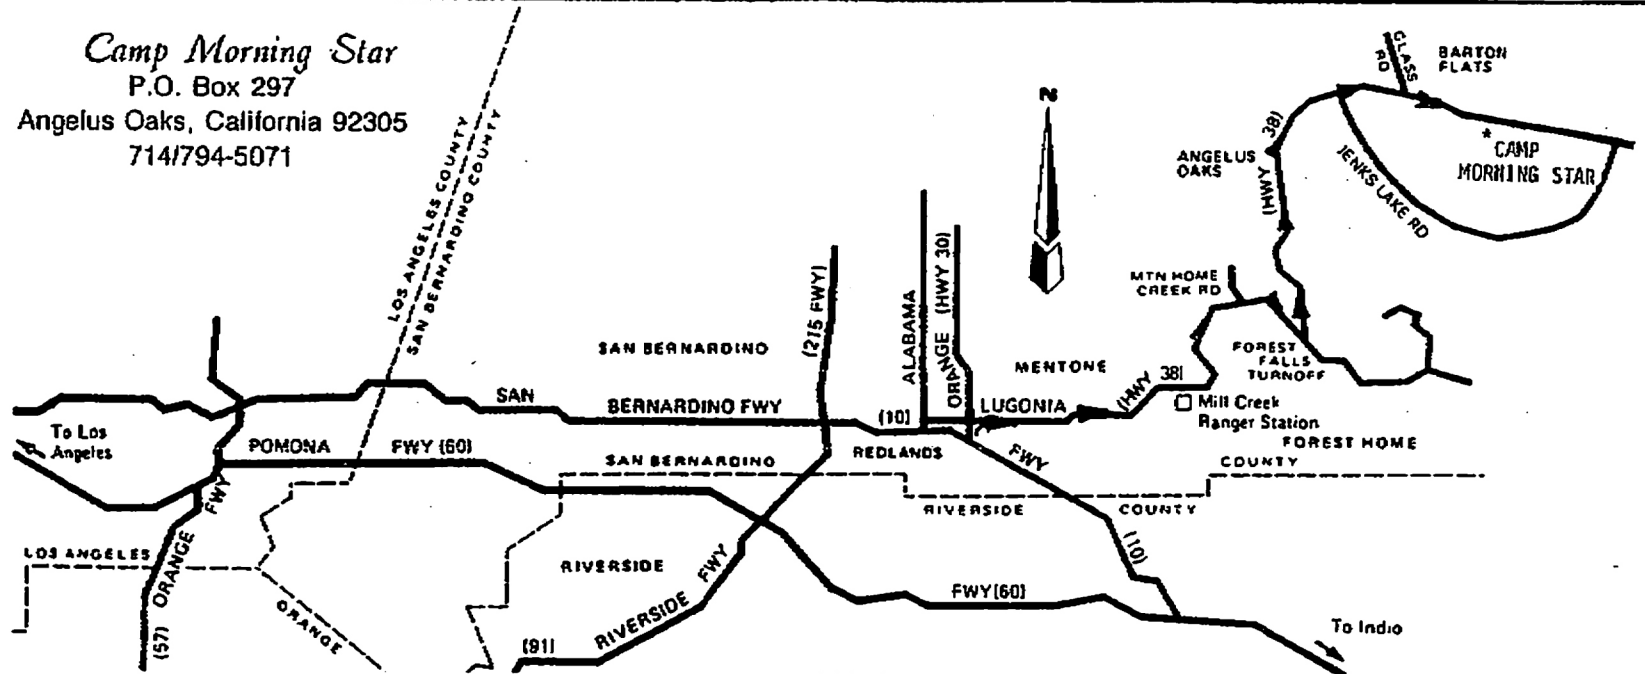 Camp Morning Star
P.O. Box 297
Angelus Oaks, California 92305
714/794-5071
LOS ANGELES COUNTY
SAN BERNARDINO COUNTY
N
GLASS RD
BARTON
FLATS
*
CAMP
MORNING STAR
ANGELUS
OAKS
(HWY 38)
JENKS LAKE RD
MTN HOME
CREEK RD
FOREST
FALLS
TURNOFF
SAN BERNARDINO
(215 FWY)
ALABAMA
ORANGE (HWY 30)
MENTONE
(HWY 38)
LUGONIA
Mill Creek
Ranger Station
FOREST HOME
SAN BERNARDINO FWY (10) FWY (10)
REDLANDS
To Los
Angeles
POMONA FWY (60)
SAN BERNARDINO COUNTY
RIVERSIDE COUNTY
LOS ANGELES
ORANGE
(57) ORANGE FWY
RIVERSIDE
(91) RIVERSIDE FWY
FWY (60)
To Indio